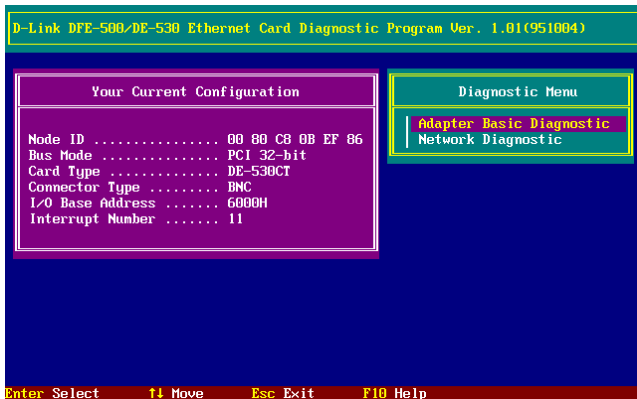 D-Link DFE-500/DE-530 Ethernet Card Diagnostic Program Ver. 1.01(951004)
Your Current Configuration
Node ID ................ 00 80 C8 0B EF 86
Bus Mode ............... PCI 32-bit
Card Type .............. DE-530CT
Connector Type ......... BNC
I/O Base Address ....... 6000H
Interrupt Number ....... 11
Diagnostic Menu
Adapter Basic Diagnostic
Network Diagnostic
Enter Select ↑↓ Move Esc Exit F10 Help